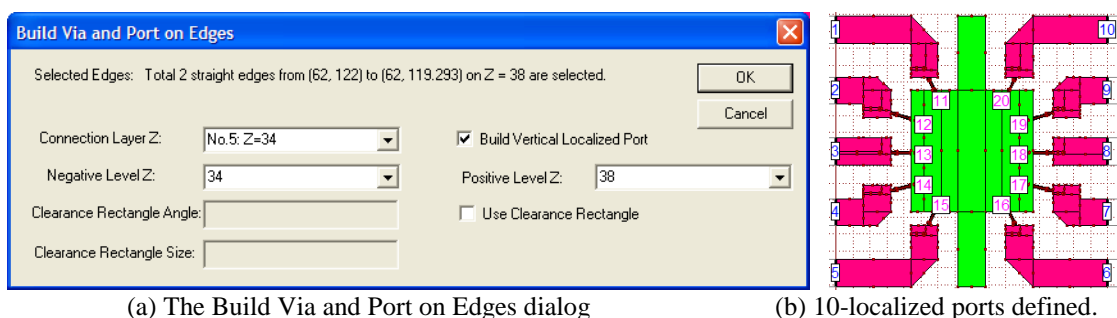 Build Via and Port on Edges
Selected Edges: Total 2 straight edges from (62, 122) to (62, 119.293) on Z = 38 are selected.
OK
Cancel
Connection Layer Z: No.5: Z=34
Build Vertical Localized Port
Negative Level Z: 34
Positive Level Z: 38
Clearance Rectangle Angle:
Use Clearance Rectangle
Clearance Rectangle Size:
1 10
11 20
2 9
12 19
3 13 18 8
14 17
4 7
15 16
5 6
(a) The Build Via and Port on Edges dialog
(b) 10-localized ports defined.